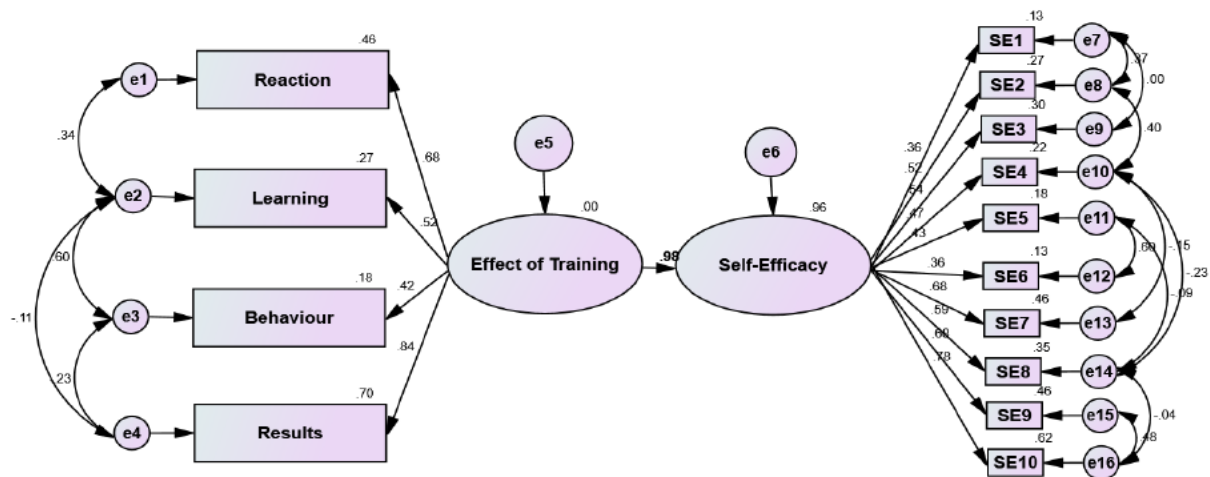 .46
e1
Reaction
.34
.68
.27
e2
Learning
.52
.60
.18
e3
Behaviour
.42
-.11
-.23
.70
e4
Results
.84
e5
.00
Effect of Training
.98
e6
.96
Self-Efficacy
.13
SE1
e7
.37
.00
.36
.27
SE2
e8
.52
.40
.30
SE3
e9
.54
.22
SE4
e10
.47
.18
SE5
e11
.43
-.15
-.23
.13
SE6
e12
.36
-.09
.46
SE7
e13
.68
.35
SE8
e14
.59
.46
SE9
e15
-.04
.48
.62
SE10
e16
.78